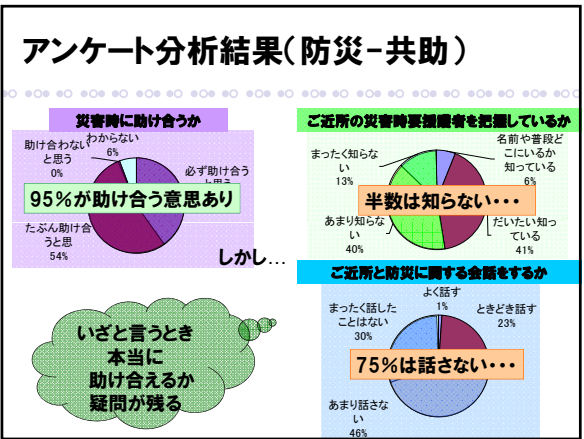 アンケート分析結果(防災-共助)
災害時に助け合うか
わからない
6%
助け合わない
と思う
0%
必ず助け合う
95%が助け合う意思あり
たぶん助け合
うと思
54%
しかし…
ご近所の災害時要援護者を把握しているか
名前や普段ど
こにいるか
知っている
6%
まったく知らな
い
13%
半数は知らない・・・
あまり知らな
い
40%
だいたい知っ
ている
41%
ご近所と防災に関する会話をするか
よく話す
1%
ときどき話す
23%
まったく話した
ことはない
30%
75%は話さない・・・
あまり話さな
い
46%
いざと言うとき
本当に
助け合えるか
疑問が残る